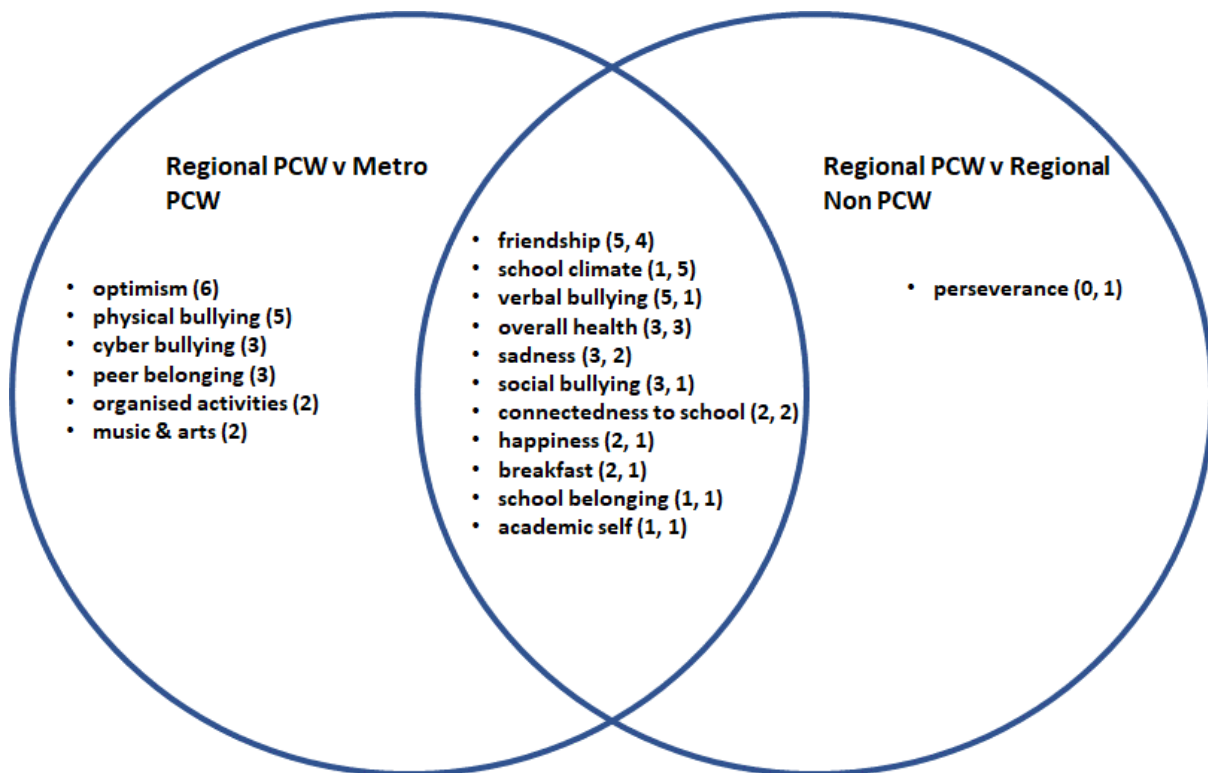 Regional PCW v Metro
PCW
• optimism (6)
• physical bullying (5)
• cyber bullying (3)
• peer belonging (3)
• organised activities (2)
• music & arts (2)
• friendship (5, 4)
• school climate (1, 5)
• verbal bullying (5, 1)
• overall health (3, 3)
• sadness (3, 2)
• social bullying (3, 1)
• connectedness to school (2, 2)
• happiness (2, 1)
• breakfast (2, 1)
• school belonging (1, 1)
• academic self (1, 1)
Regional PCW v Regional
Non PCW
• perseverance (0, 1)